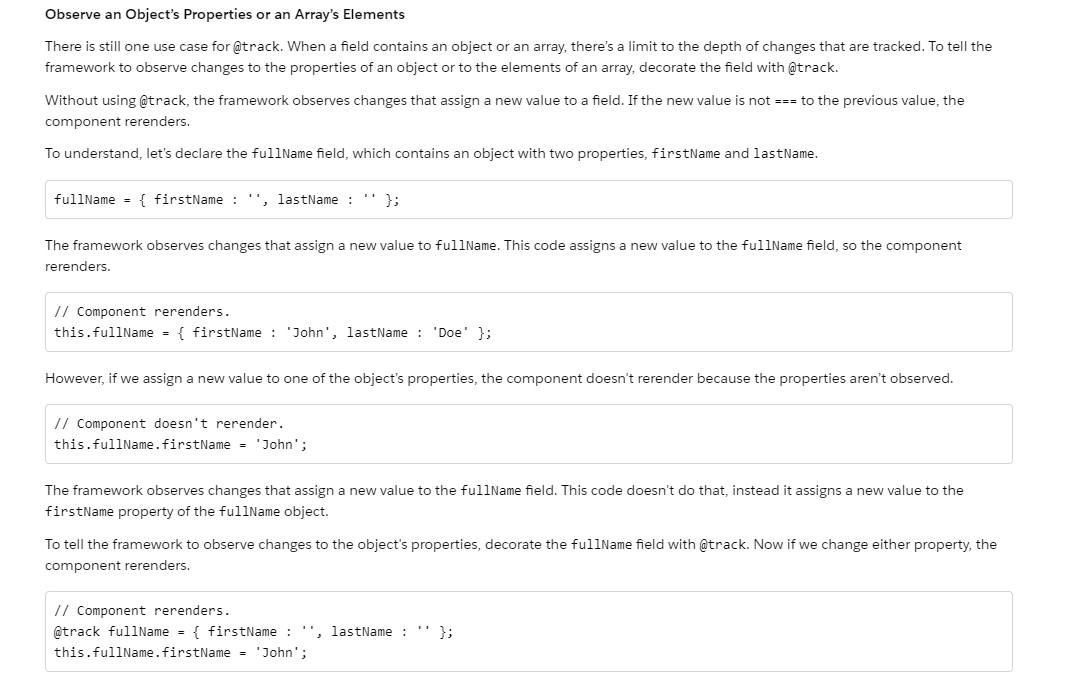 Observe an Object's Properties or an Array's Elements
There is still one use case for @track. When a field contains an object or an array, there's a limit to the depth of changes that are tracked. To tell the
framework to observe changes to the properties of an object or to the elements of an array, decorate the field with @track.
Without using @track, the framework observes changes that assign a new value to a field. If the new value is not === to the previous value, the
component rerenders.
To understand, let's declare the fullName field, which contains an object with two properties, firstName and lastName.
fullName = { firstName : '', lastName : '' };
The framework observes changes that assign a new value to fullName. This code assigns a new value to the fullName field, so the component
rerenders.
// Component rerenders.
this.fullName = { firstName : 'John', lastName : 'Doe' };
However, if we assign a new value to one of the object's properties, the component doesn't rerender because the properties aren't observed.
// Component doesn't rerender.
this.fullName.firstName = 'John';
The framework observes changes that assign a new value to the fullName field. This code doesn't do that, instead it assigns a new value to the
firstName property of the fullName object.
To tell the framework to observe changes to the object's properties, decorate the fullName field with @track. Now if we change either property, the
component rerenders.
// Component rerenders.
@track fullName = { firstName : '', lastName : '' };
this.fullName.firstName = 'John';